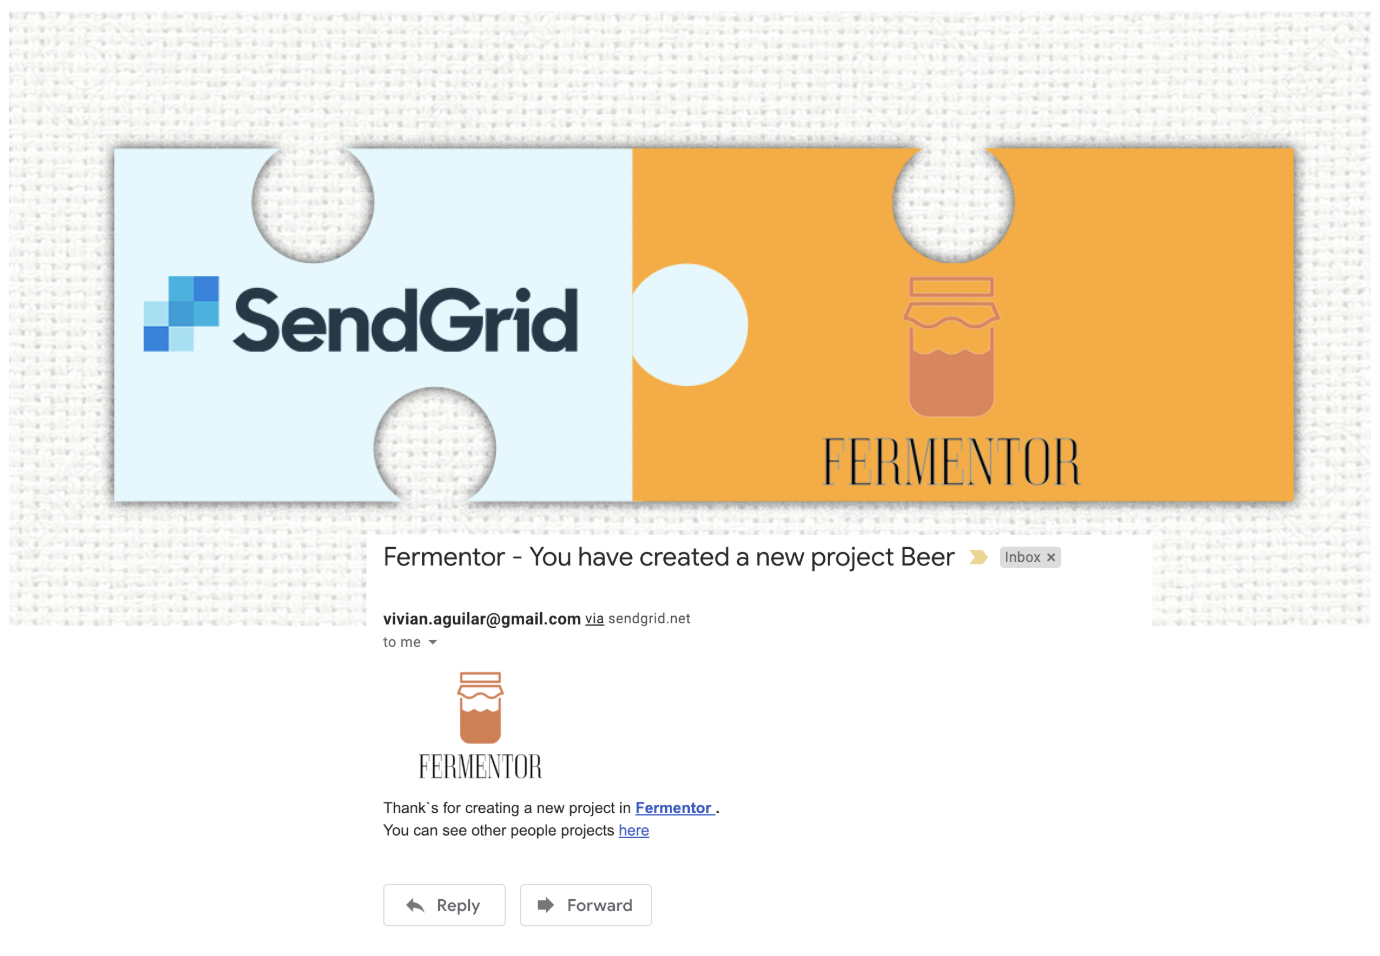 SendGrid
FERMENTOR
Fermentor - You have created a new project Beer
Inbox ×
vivian.aguilar@gmail.com via sendgrid.net
to me
FERMENTOR
Thank`s for creating a new project in Fermentor .
You can see other people projects here
Reply
Forward